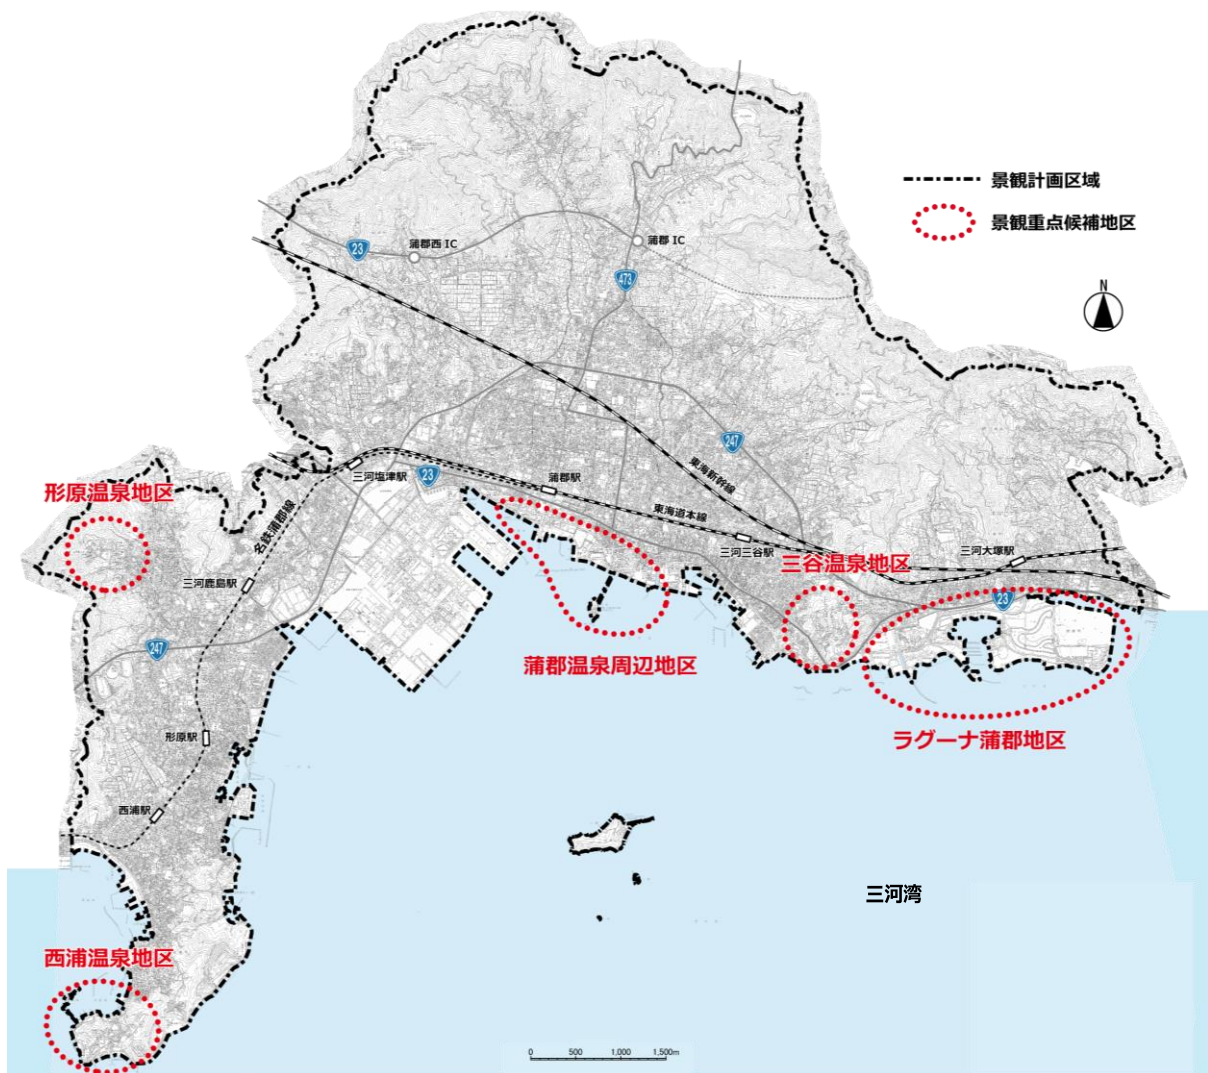 景観計画区域
景観重点候補地区
N
23
蒲郡西 IC
蒲郡 IC
473
247
東海新幹線
三河塩津駅
23
蒲郡駅
東海道本線
三河三谷駅
三河大塚駅
形原温泉地区
名鉄蒲郡線
三河鹿島駅
三谷温泉地区
23
247
蒲郡温泉周辺地区
ラグーナ蒲郡地区
形原駅
西浦駅
三河湾
西浦温泉地区
0 500 1,000 1,500m